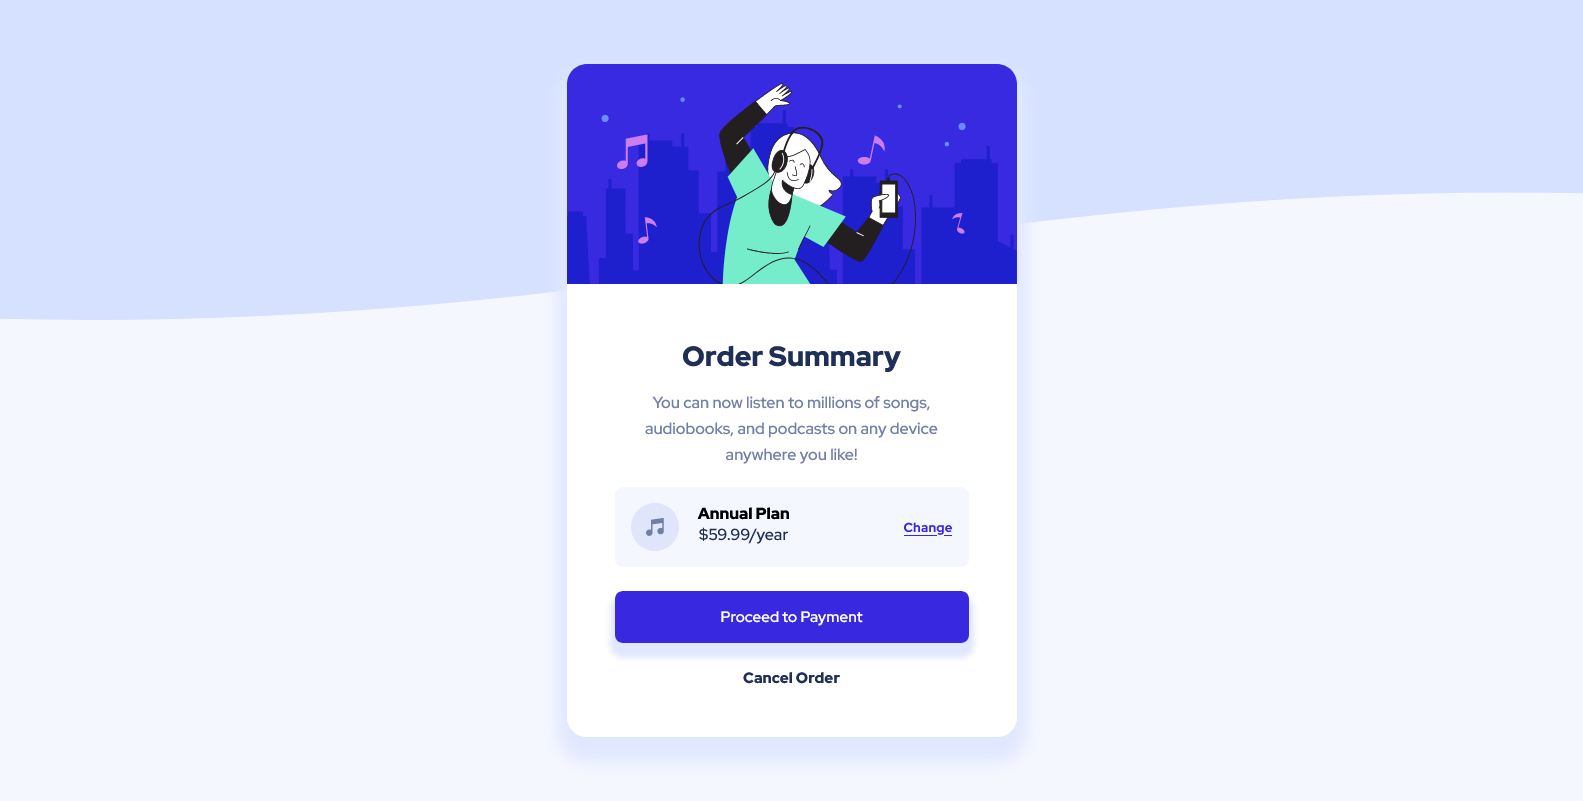 Order Summary
You can now listen to millions of songs,
audiobooks, and podcasts on any device
anywhere you like!
Annual Plan
$59.99/year
Change
Proceed to Payment
Cancel Order